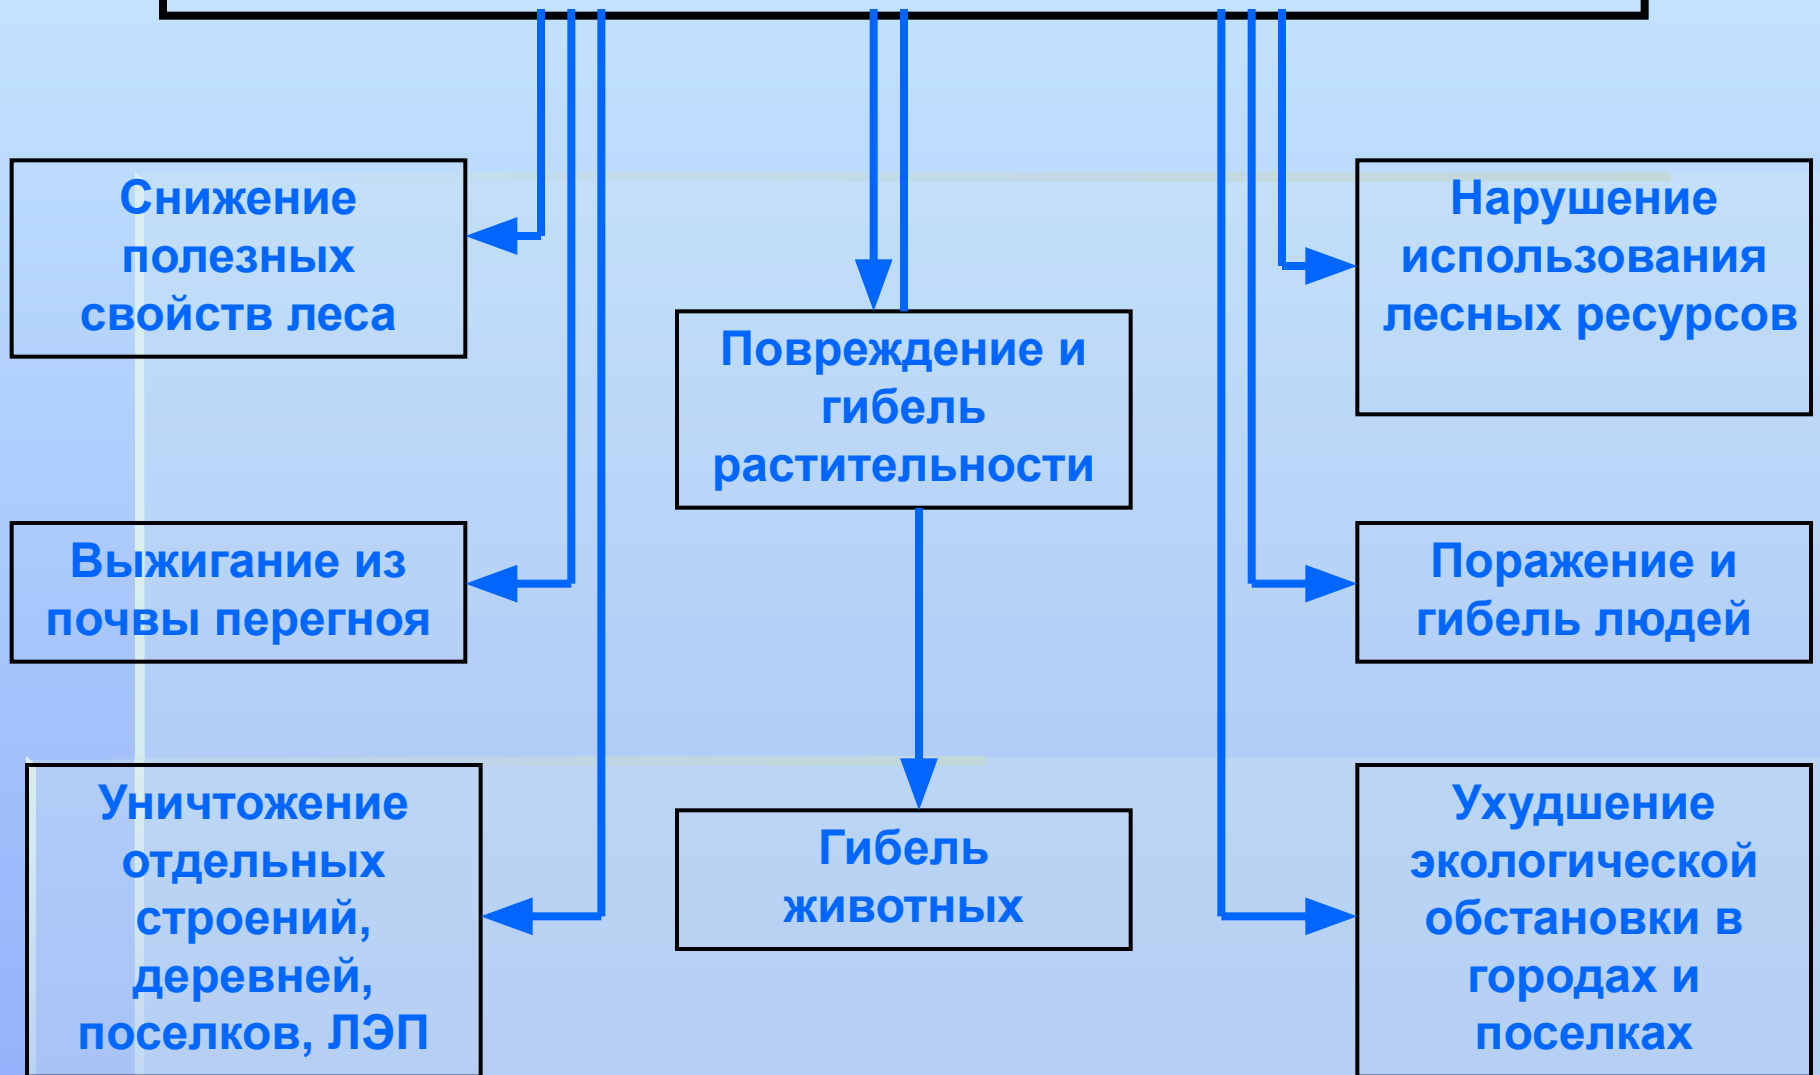 Снижение
полезных
свойств леса
Нарушение
использования
лесных ресурсов
Повреждение и
гибель
растительности
Выжигание из
почвы перегноя
Поражение и
гибель людей
Уничтожение
отдельных
строений,
деревней,
поселков, ЛЭП
Гибель
животных
Ухудшение
экологической
обстановки в
городах и
поселках